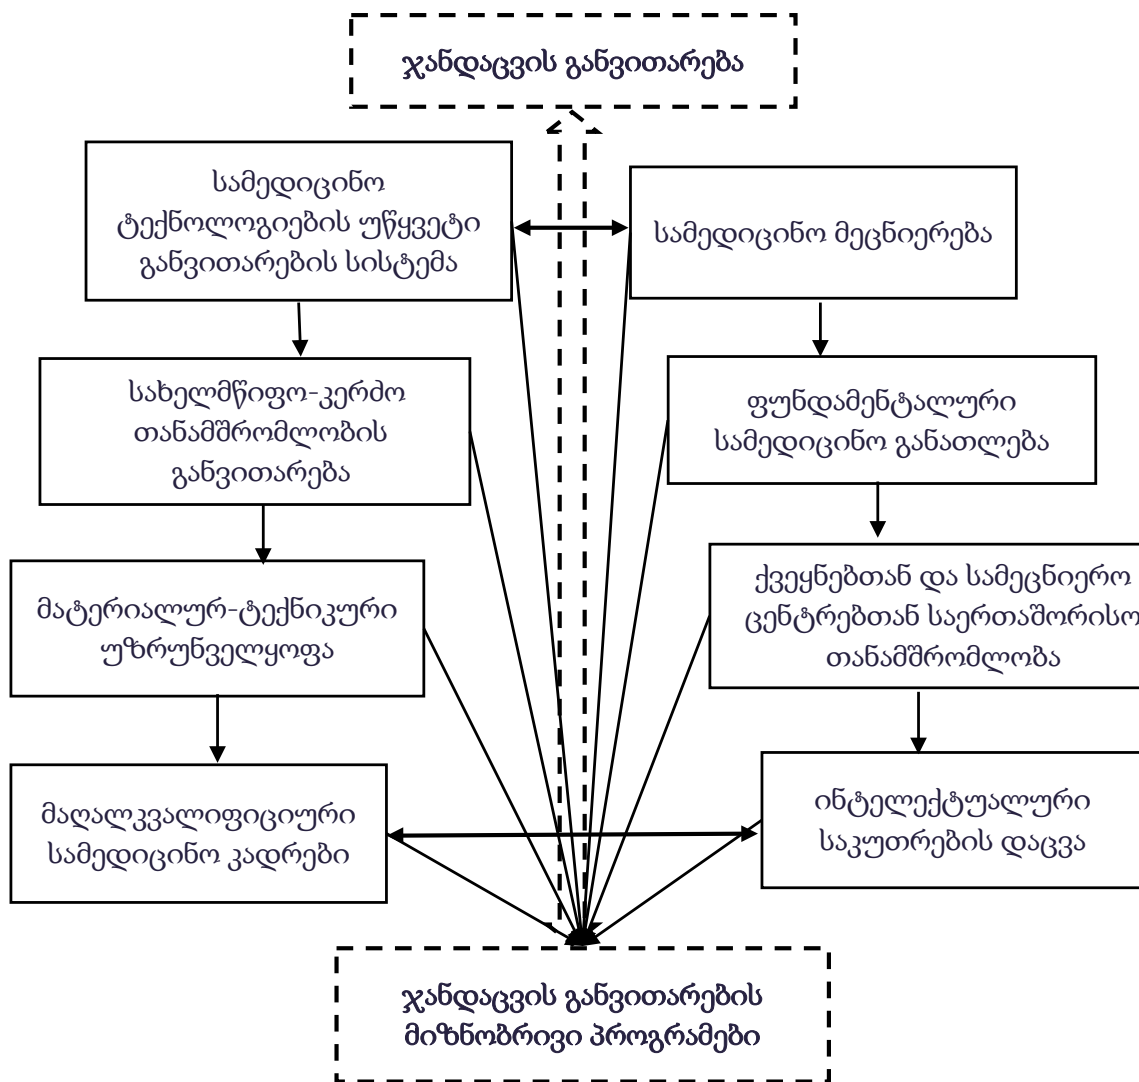 ჯანდაცვის განვითარება
სამედიცინო
ტექნოლოგიების უწყვეტი
განვითარების სისტემა
სამედიცინო მეცნიერება
სახელმწიფო-კერძო
თანამშრომლობის
განვითარება
ფუნდამენტალური
სამედიცინო განათლება
მატერიალურ-ტექნიკური
უზრუნველყოფა
ქვეყნებთან და სამეცნიერო
ცენტრებთან საერთაშორისო
თანამშრომლობა
მაღალკვალიფიციური
სამედიცინო კადრები
ინტელექტუალური
საკუთრების დაცვა
ჯანდაცვის განვითარების
მიზნობრივი პროგრამები